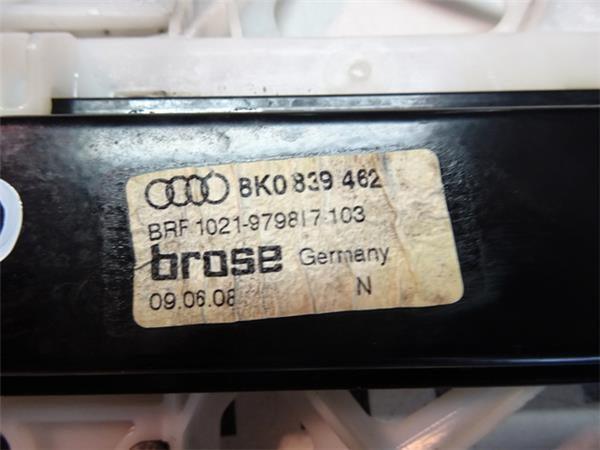 8K0 839 462
BRF 1021-979817-103
brose Germany
09.06.08 N